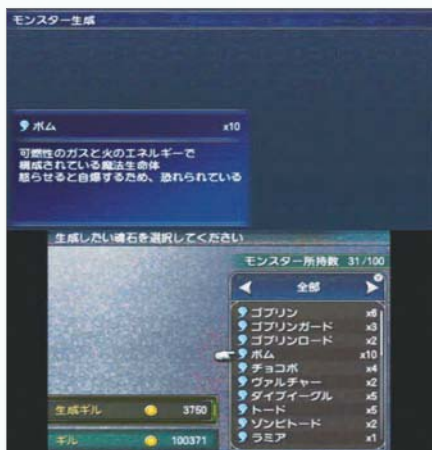 モンスター生成
ボム x10
可燃性のガスと火のエネルギーで
構成されている魔法生命体
怒らせると自爆するため、恐れられている
生成したい魂石を選択してください
モンスター所持数 31/100
全部
ゴブリン x6
ゴブリンガード x3
ゴブリンロード x2
ボム x10
チョコボ x4
ヴァルチャー x2
ダイブイーグル x5
トード x5
ゾンビトード x2
ラミア x1
生成ギル 3750
ギル 100371